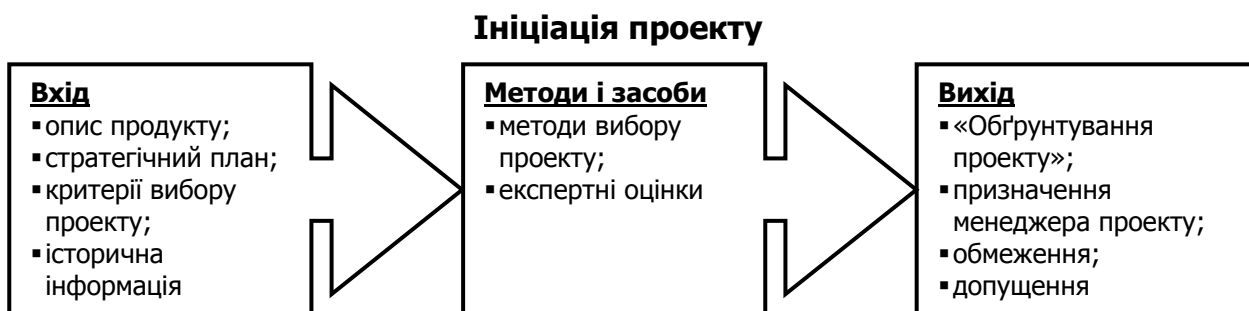 Ініціація проекту
Вхід
▪опис продукту;
▪стратегічний план;
▪критерії вибору
проекту;
▪історична
інформація
Методи і засоби
▪методи вибору
проекту;
▪експертні оцінки
Вихід
▪«Обґрунтування
проекту»;
▪призначення
менеджера проекту;
▪обмеження;
▪допущення